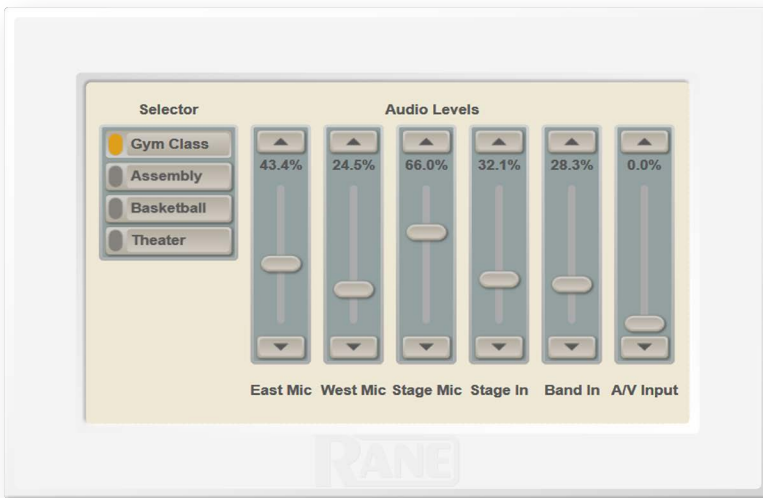 Selector
Audio Levels
Gym Class
Assembly
Basketball
Theater
43.4% 24.5% 66.0% 32.1% 28.3% 0.0%
East Mic West Mic Stage Mic Stage In Band In A/V Input
RANE